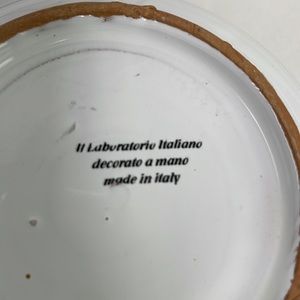 Il Laboratorio Italiano
decorato a mano
made in italy